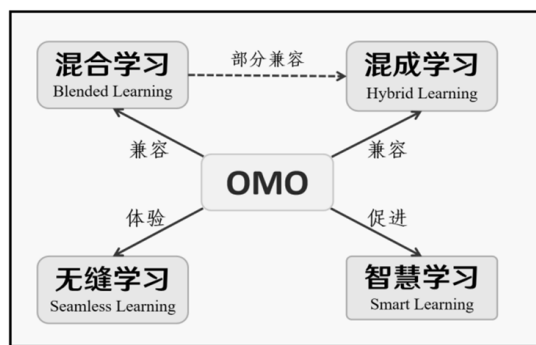 混合学习
Blended Learning
部分兼容
混成学习
Hybrid Learning
兼容
兼容
OMO
体验
促进
无缝学习
Seamless Learning
智慧学习
Smart Learning